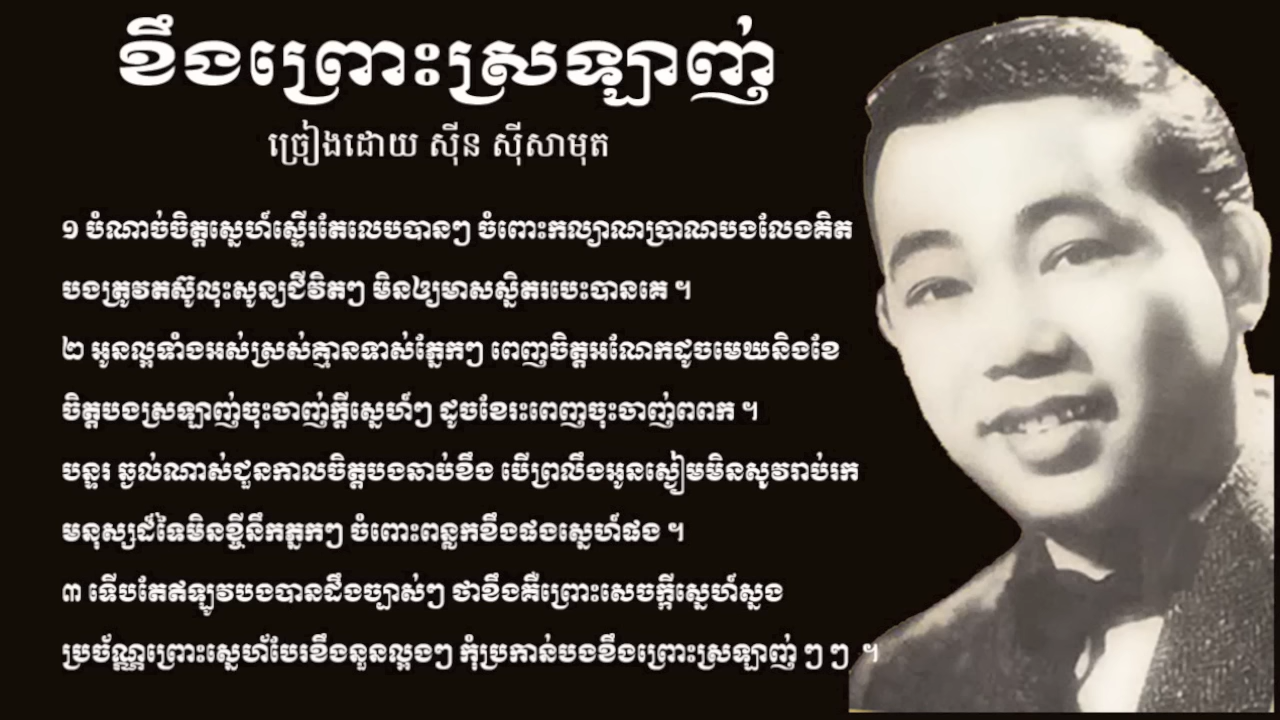 ខឹងព្រោះស្រឡាញ់
ច្រៀងដោយ ស៊ីន ស៊ីសាមុត
១ បំណាច់ចិត្តស្នេហ៍ស្ទើរតែលេបបានៗ ចំពោះកល្យាណប្រាណបងលែងគិត
បងត្រូវតស៊ូលុះសូន្យជីវិតៗ មិនឲ្យមាសស្និតរបេះបានគេ ។
២ អូនល្អទាំងអស់ស្រស់គ្មានទាស់ភ្នែកៗ ពេញចិត្តអណែកដូចមេឃនិងខែ
ចិត្តបងស្រឡាញ់ចុះចាញ់ក្ដីស្នេហ៍ៗ ដូចខែរះពេញចុះចាញ់ពពក ។
បន្ទរ ឆ្ងល់ណាស់ជួនកាលចិត្តបងឆាប់ខឹង បើព្រលឹងអូនស្ងៀមមិនសូវរាប់រក
មនុស្សដ៏ទៃមិនខ្ចីនឹកភ្នកៗ ចំពោះពន្លកខឹងផងស្នេហ៍ផង ។
៣ ទើបតែឥឡូវបងបានដឹងច្បាស់ៗ ថាខឹងគឺព្រោះសេចក្ដីស្នេហ៍ស្នង
ប្រច័ណ្ឌព្រោះស្នេហ៍បែរខឹងនួនល្អងៗ កុំប្រកាន់បងខឹងព្រោះស្រឡាញ់ ៗ ៗ ។